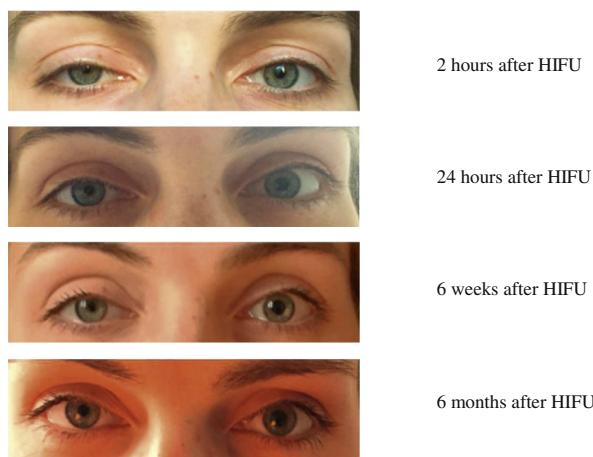 2 hours after HIFU
24 hours after HIFU
6 weeks after HIFU
6 months after HIFU